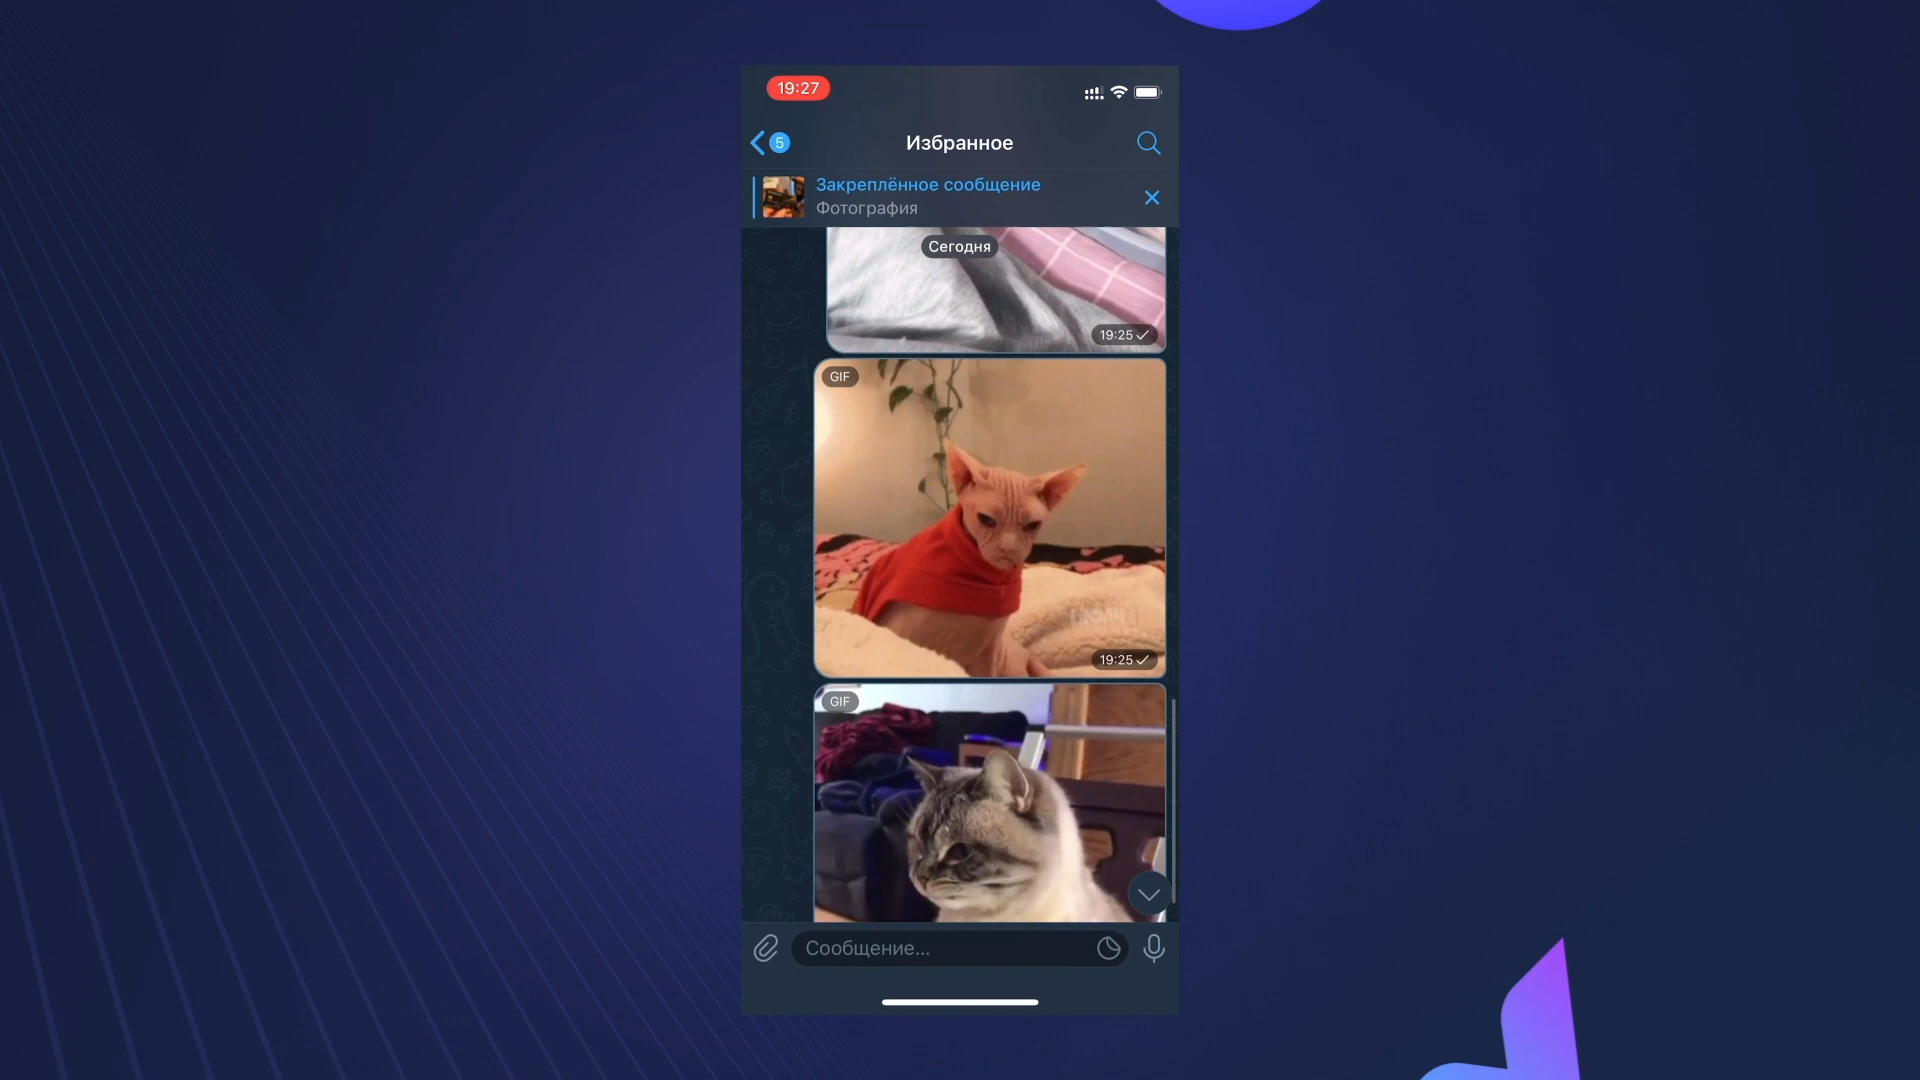 19:27
5
Избранное
Закреплённое сообщение
Фотография
Сегодня
19:25
GIF
19:25
GIF
Сообщение...